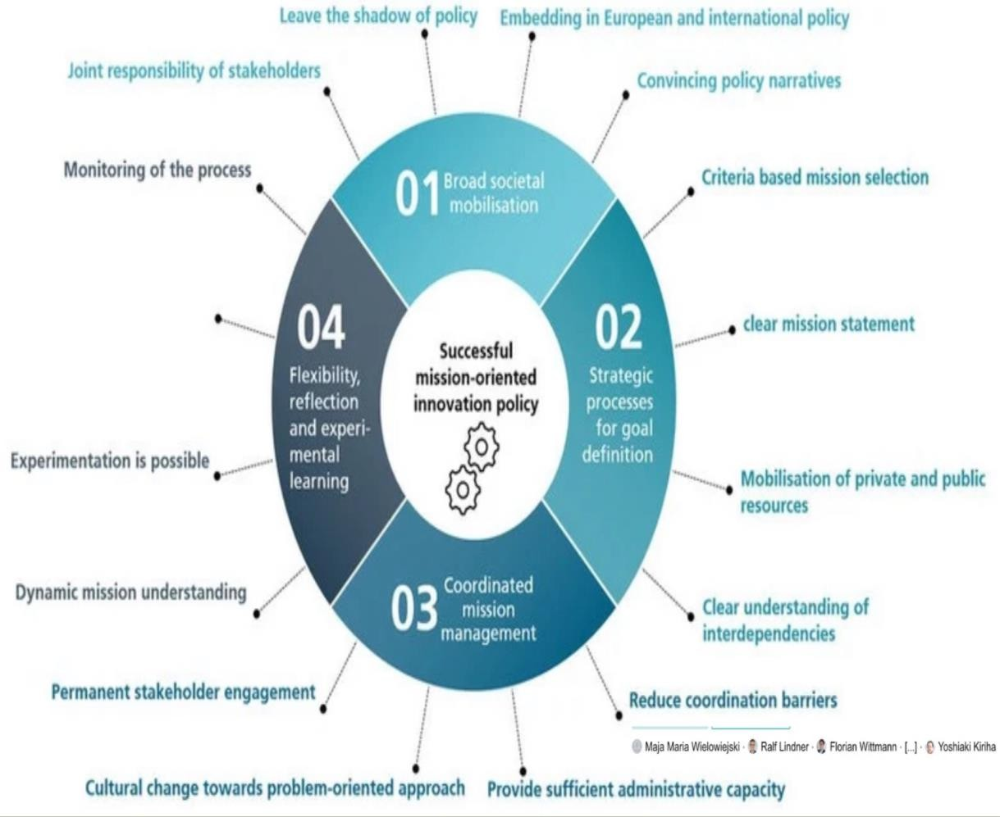 Leave the shadow of policy
Embedding in European and international policy
Joint responsibility of stakeholders
Convincing policy narratives
Monitoring of the process
Criteria based mission selection
01 Broad societal
mobilisation
04
Flexibility,
reflection
and experi-
mental
learning
Successful
mission-oriented
innovation policy
02
Strategic
processes
for goal
definition
clear mission statement
Experimentation is possible
Mobilisation of private and public
resources
Dynamic mission understanding
03 Coordinated
mission
management
Clear understanding of
interdependencies
Permanent stakeholder engagement
Reduce coordination barriers
Maja Maria Wielowiejski · Ralf Lindner · Florian Wittmann · [...] · Yoshiaki Kiriha
Cultural change towards problem-oriented approach
Provide sufficient administrative capacity